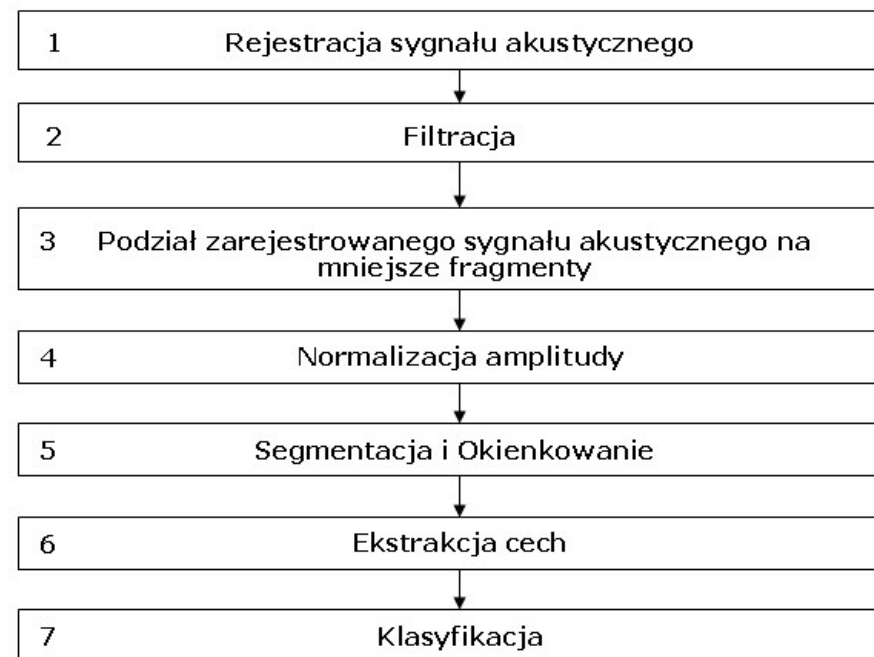 1 Rejestracja sygnału akustycznego
2 Filtracja
3 Podział zarejestrowanego sygnału akustycznego na
mniejsze fragmenty
4 Normalizacja amplitudy
5 Segmentacja i Okienkowanie
6 Ekstrakcja cech
7 Klasyfikacja